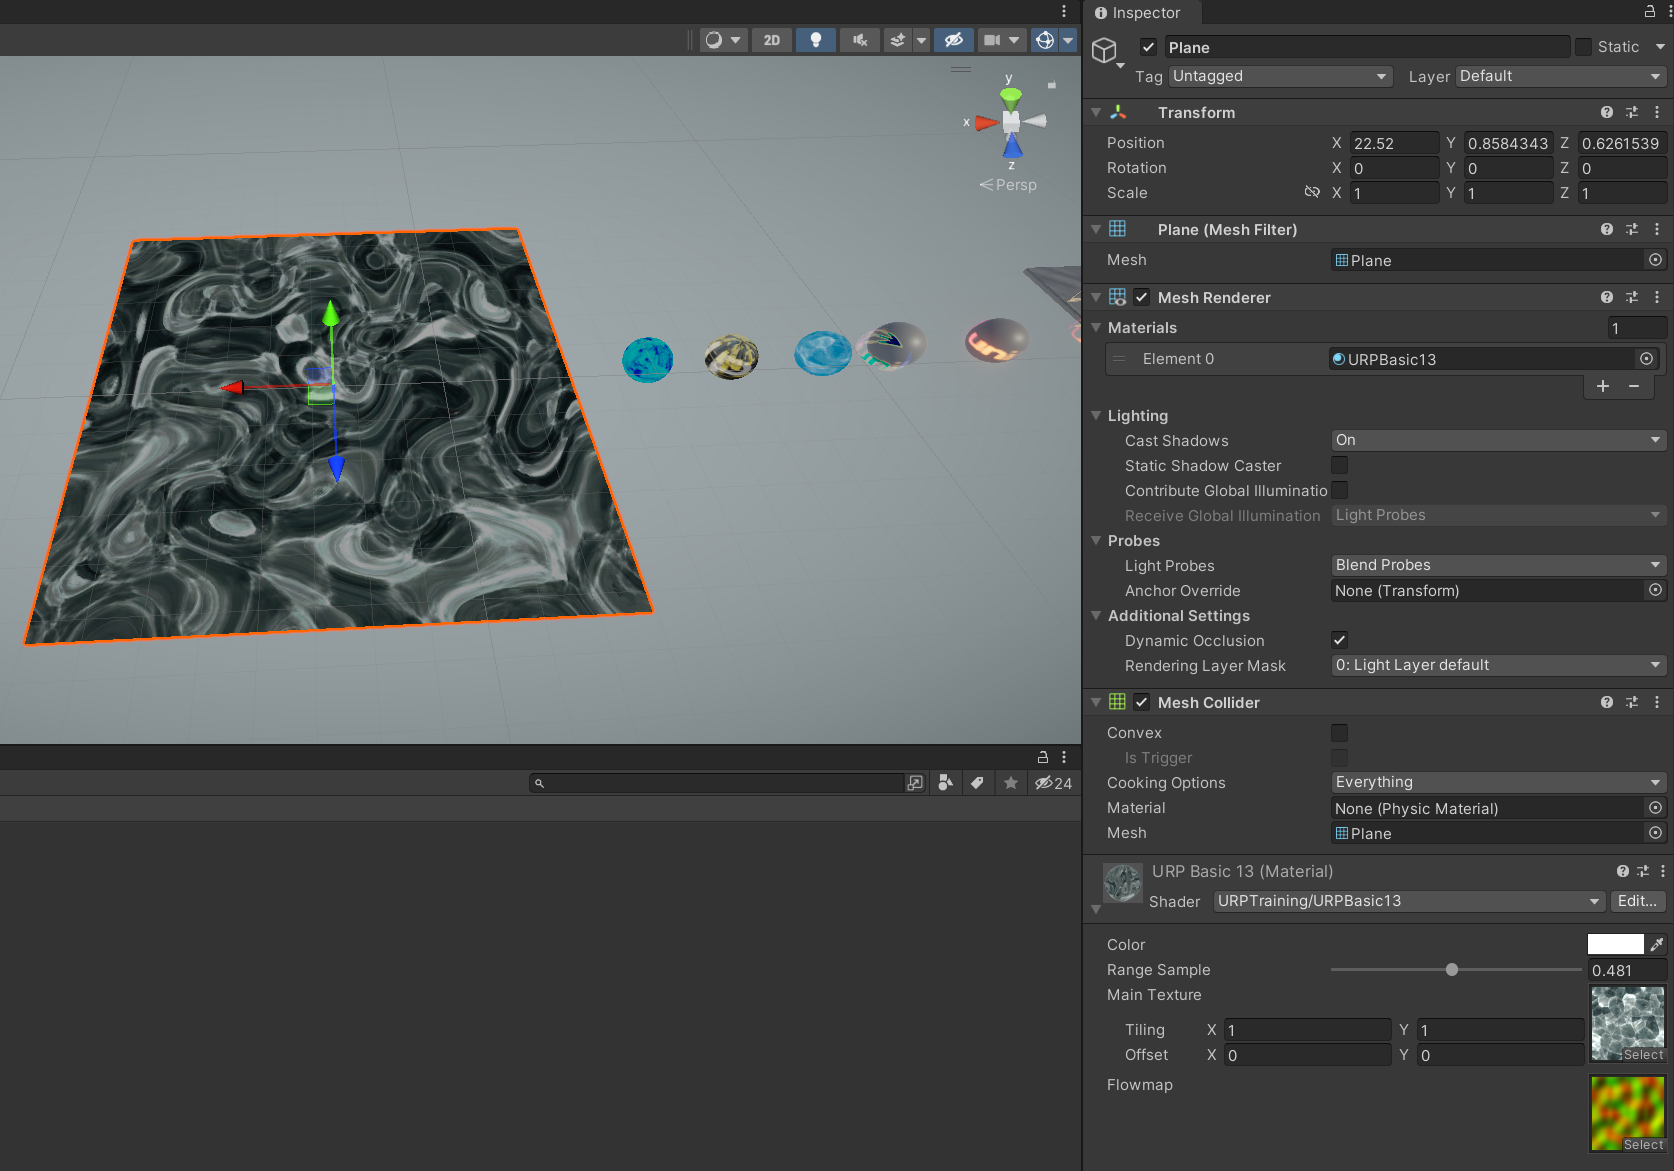 Inspector
2D
Plane
Static
Tag Untagged Layer Default
y
x
z
Persp
Transform
Position X 22.52 Y 0.8584343 Z 0.6261539
Rotation X 0 Y 0 Z 0
Scale X 1 Y 1 Z 1
Plane (Mesh Filter)
Mesh Plane
Mesh Renderer
Materials 1
Element 0 URPBasic13
+ −
Lighting
Cast Shadows On
Static Shadow Caster
Contribute Global Illuminatio
Receive Global Illumination Light Probes
Probes
Light Probes Blend Probes
Anchor Override None (Transform)
Additional Settings
Dynamic Occlusion
Rendering Layer Mask 0: Light Layer default
Mesh Collider
Convex
Is Trigger
24
Cooking Options Everything
Material None (Physic Material)
Mesh Plane
URP Basic 13 (Material)
Shader URPTraining/URPBasic13 Edit...
Color
Range Sample 0.481
Main Texture
Tiling X 1 Y 1
Offset X 0 Y 0
Select
Flowmap
Select